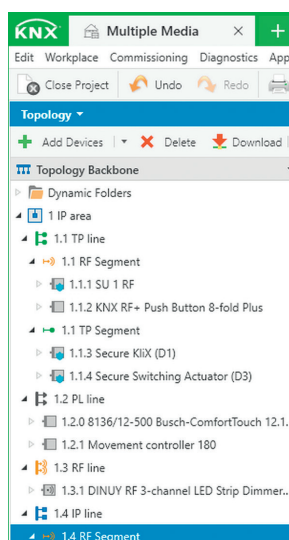 KNX Multiple Media × +
Edit Workplace Commissioning Diagnostics App
Close Project Undo Redo
Topology
Add Devices Delete Download
Topology Backbone
Dynamic Folders
1 IP area
1.1 TP line
1.1 RF Segment
1.1.1 SU 1 RF
1.1.2 KNX RF+ Push Button 8-fold Plus
1.1 TP Segment
1.1.3 Secure KliX (D1)
1.1.4 Secure Switching Actuator (D3)
1.2 PL line
1.2.0 8136/12-500 Busch-ComfortTouch 12.1.
1.2.1 Movement controller 180
1.3 RF line
1.3.1 DINUY RF 3-channel LED Strip Dimmer...
1.4 IP line
1.4 RF Segment